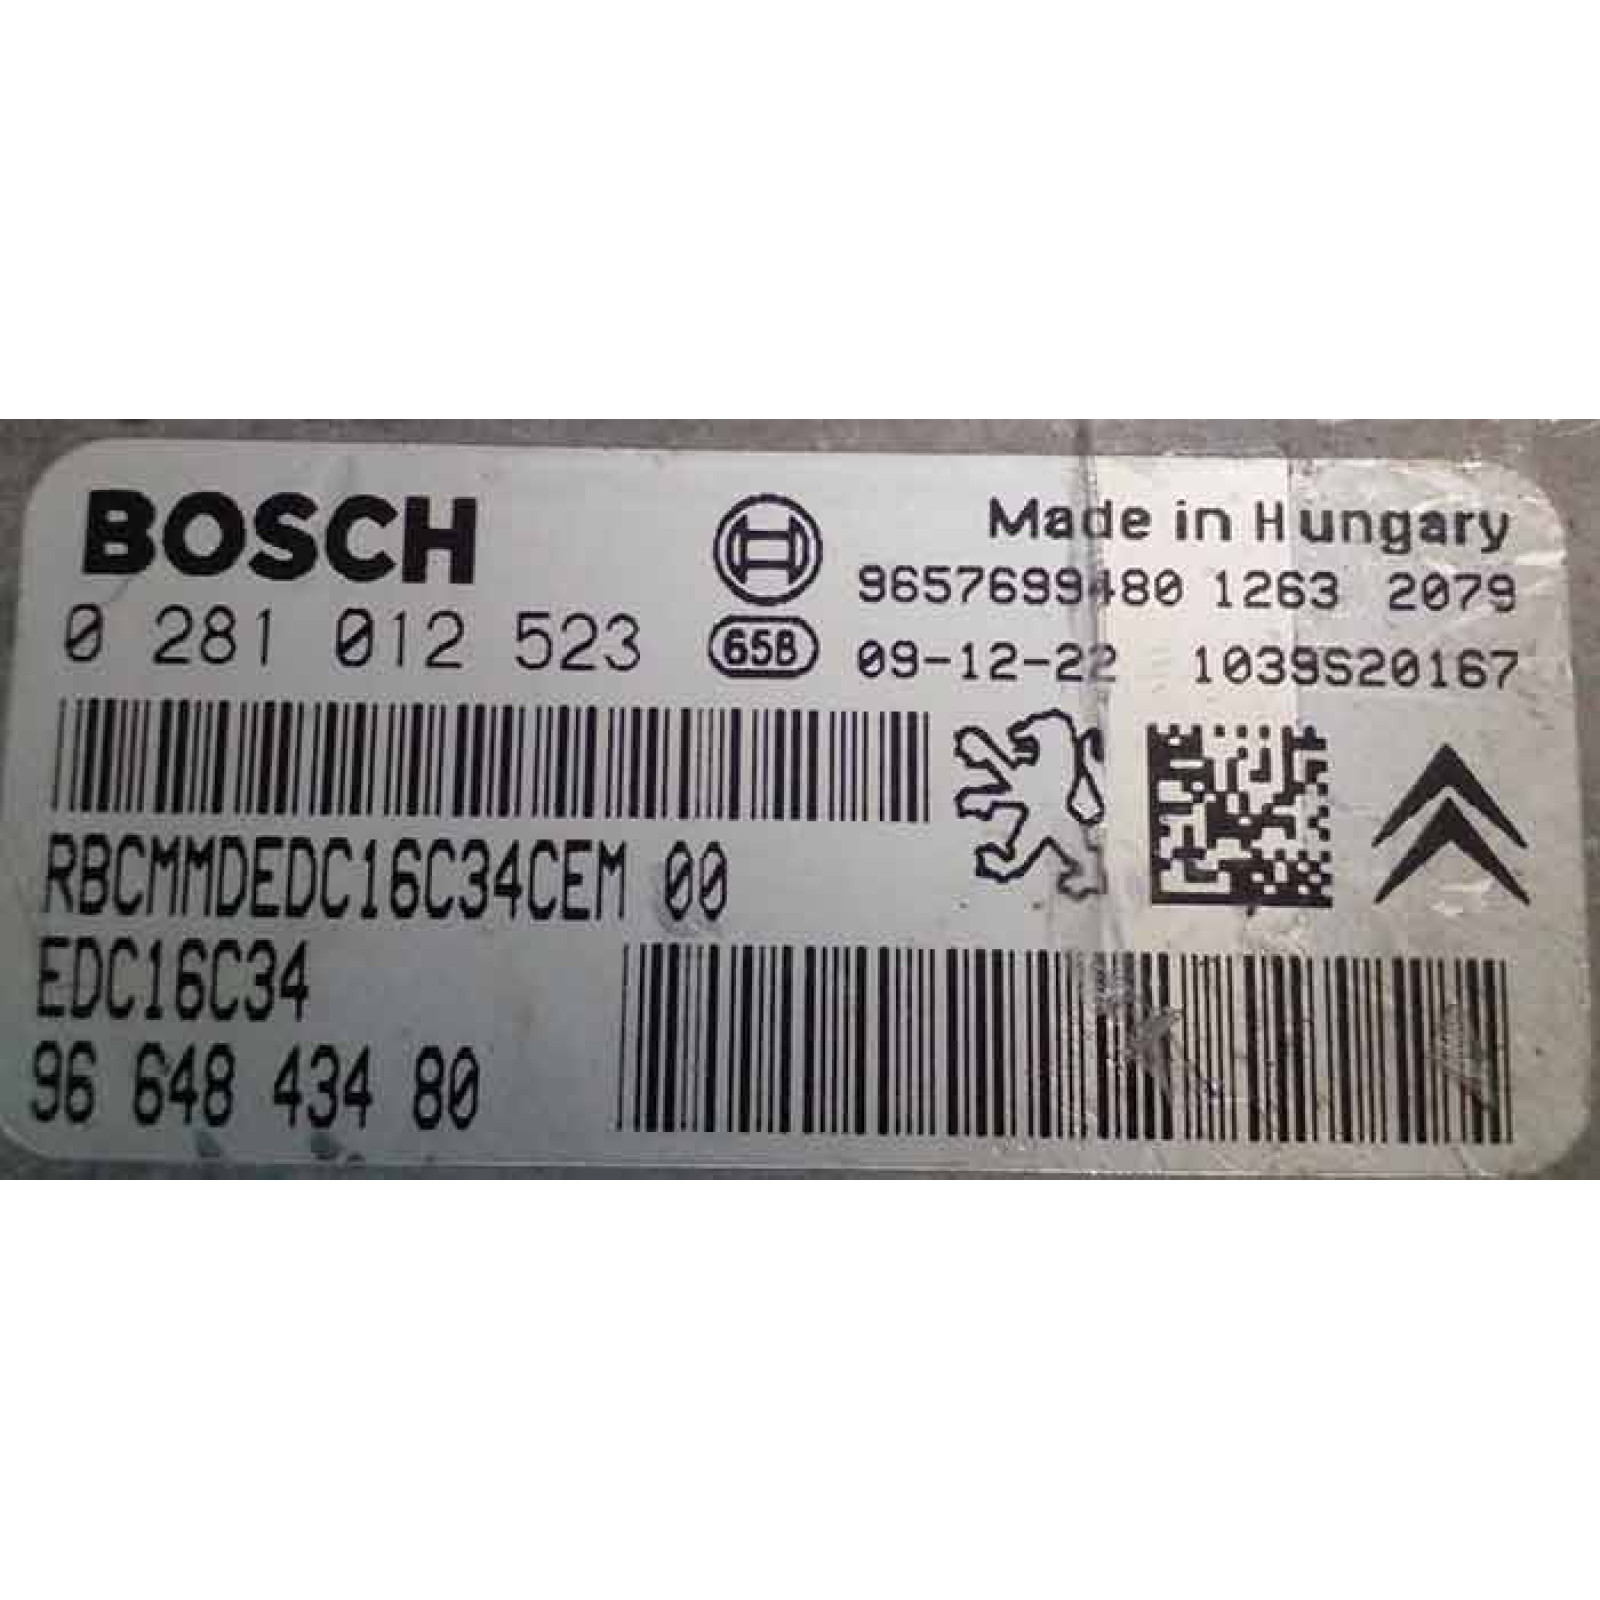 BOSCH
Made in Hungary
9657699480 1263 2079
0 281 012 523
65B
09-12-22 1039S20167
RBCMMDEDC16C34CEM 00
EDC16C34
96 648 434 80